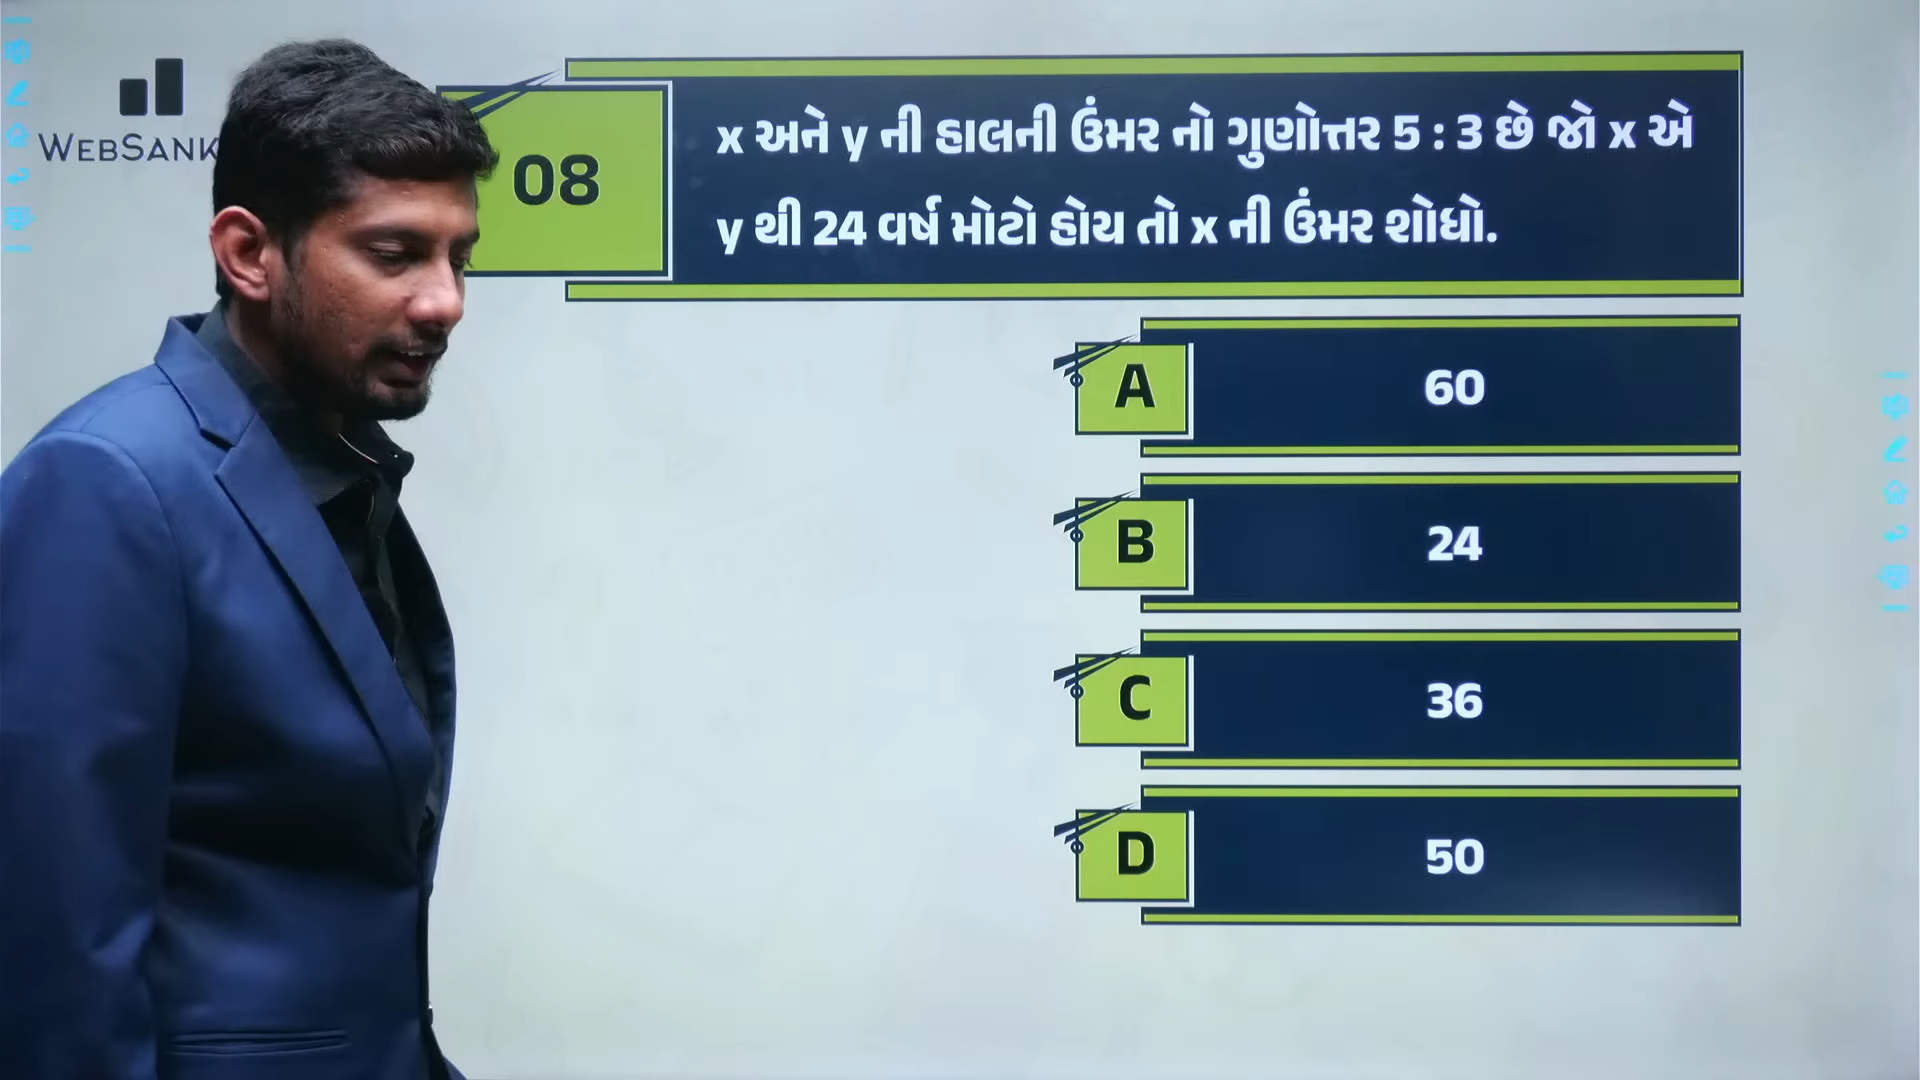 WEBSANK
08
x અને y ની હાલની ઉંમર નો ગુણોત્તર 5 : 3 છે જો x એ
y થી 24 વર્ષ મોટો હોય તો x ની ઉંમર શોધો.
A
60
B
24
C
36
D
50